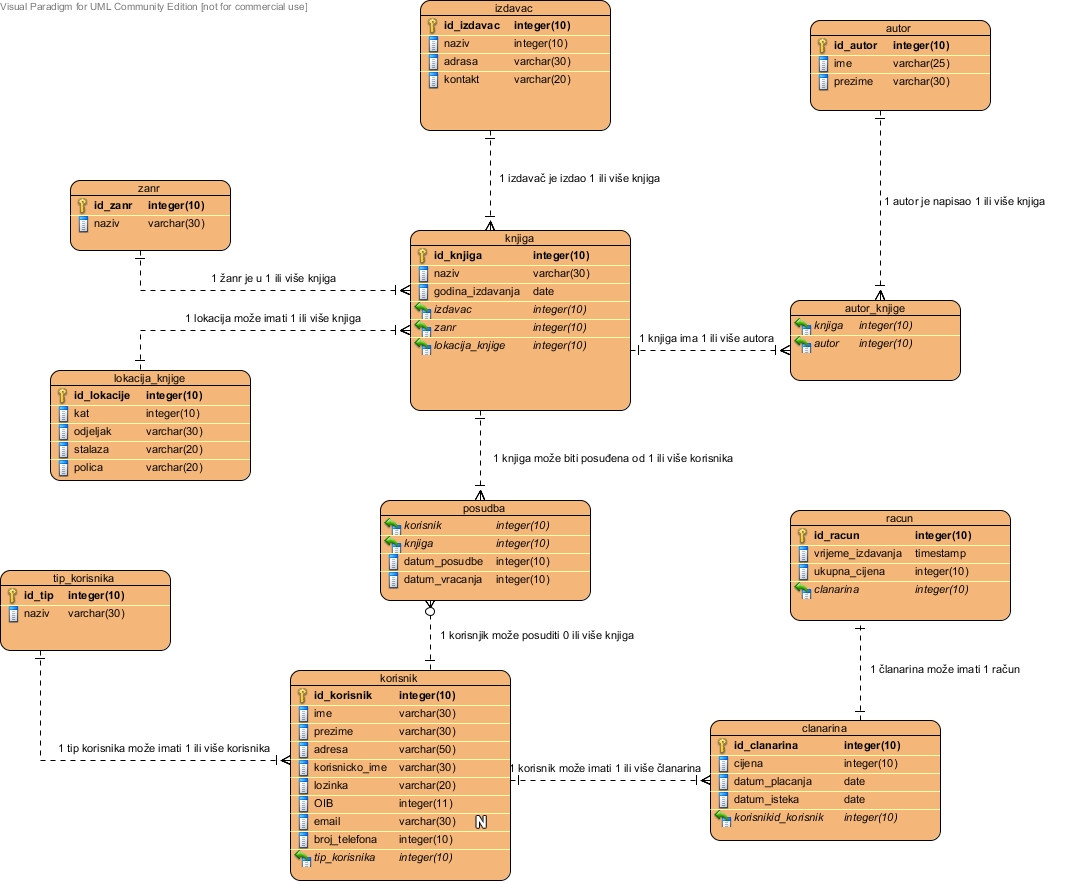 Visual Paradigm for UML Community Edition [not for commercial use]
izdavac
id_izdavac integer(10)
naziv integer(10)
adrasa varchar(30)
kontakt varchar(20)
autor
id_autor integer(10)
ime varchar(25)
prezime varchar(30)
1 izdavač je izdao 1 ili više knjiga
1 autor je napisao 1 ili više knjiga
zanr
id_zanr integer(10)
naziv varchar(30)
1 žanr je u 1 ili više knjiga
1 lokacija može imati 1 ili više knjiga
knjiga
id_knjiga integer(10)
naziv varchar(30)
godina_izdavanja date
izdavac integer(10)
zanr integer(10)
lokacija_knjige integer(10)
1 knjiga ima 1 ili više autora
autor_knjige
knjiga integer(10)
autor integer(10)
lokacija_knjige
id_lokacije integer(10)
kat integer(10)
odjeljak varchar(30)
stalaza varchar(20)
polica varchar(20)
1 knjiga može biti posuđena od 1 ili više korisnika
posudba
korisnik integer(10)
knjiga integer(10)
datum_posudbe integer(10)
datum_vracanja integer(10)
racun
id_racun integer(10)
vrijeme_izdavanja timestamp
ukupna_cijena integer(10)
clanarina integer(10)
tip_korisnika
id_tip integer(10)
naziv varchar(30)
1 korisnjik može posuditi 0 ili više knjiga
1 članarina može imati 1 račun
1 tip korisnika može imati 1 ili više korisnika
korisnik
id_korisnik integer(10)
ime varchar(30)
prezime varchar(30)
adresa varchar(50)
korisnicko_ime varchar(30)
lozinka varchar(20)
OIB integer(11)
email varchar(30) N
broj_telefona integer(10)
tip_korisnika integer(10)
1 korisnik može imati 1 ili više članarina
clanarina
id_clanarina integer(10)
cijena integer(10)
datum_placanja date
datum_isteka date
korisnikid_korisnik integer(10)